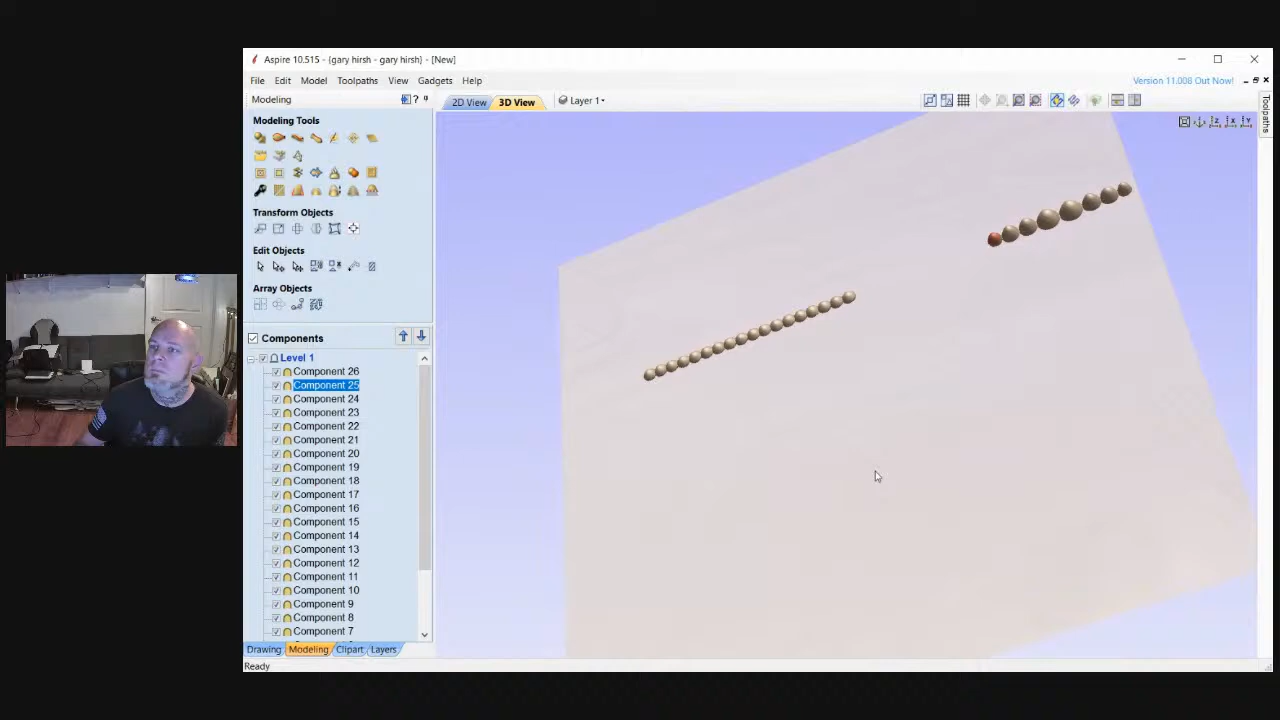 Aspire 10.515 - {gary hirsh - gary hirsh} - [New]
File Edit Model Toolpaths View Gadgets Help
Version 11.008 Out Now!
Modeling
2D View 3D View Layer 1
Toolpaths
Modeling Tools
Transform Objects
Edit Objects
Array Objects
Components
Level 1
Component 26
Component 25
Component 24
Component 23
Component 22
Component 21
Component 20
Component 19
Component 18
Component 17
Component 16
Component 15
Component 14
Component 13
Component 12
Component 11
Component 10
Component 9
Component 8
Component 7
Drawing Modeling Clipart Layers
Ready